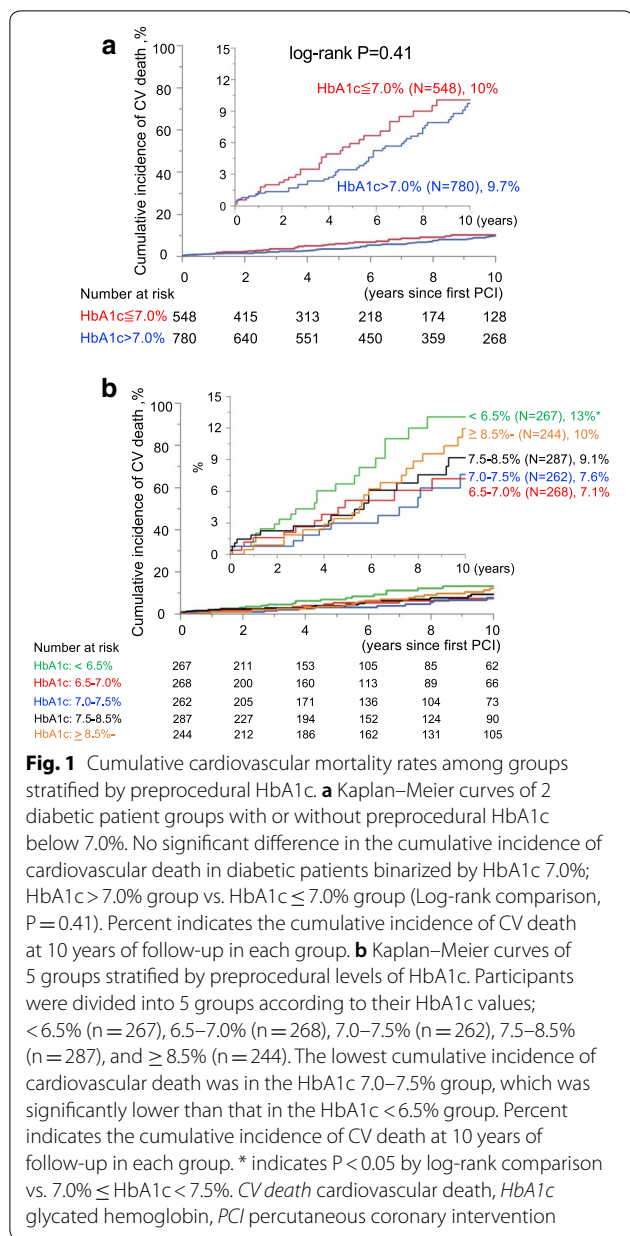 a
log-rank P=0.41
Cumulative incidence of CV death ,%
100
80
60
40
20
0
15
12
9
6
3
0
HbA1c≦7.0% (N=548), 10%
HbA1c>7.0% (N=780), 9.7%
0 2 4 6 8 10 (years)
0 2 4 6 8 10
Number at risk (years since first PCI)
HbA1c≦7.0% 548 415 313 218 174 128
HbA1c>7.0% 780 640 551 450 359 268
b
Cumulative incidence of CV death ,%
100
80
60
40
20
0
%
15
12
9
6
3
0
< 6.5% (N=267), 13%*
≥ 8.5%- (N=244), 10%
7.5-8.5% (N=287), 9.1%
7.0-7.5% (N=262), 7.6%
6.5-7.0% (N=268), 7.1%
0 2 4 6 8 10 (years)
0 2 4 6 8 10
Number at risk (years since first PCI)
HbA1c: < 6.5% 267 211 153 105 85 62
HbA1c: 6.5-7.0% 268 200 160 113 89 66
HbA1c: 7.0-7.5% 262 205 171 136 104 73
HbA1c: 7.5-8.5% 287 227 194 152 124 90
HbA1c: ≥ 8.5%- 244 212 186 162 131 105
Fig. 1 Cumulative cardiovascular mortality rates among groups
stratified by preprocedural HbA1c. a Kaplan–Meier curves of 2
diabetic patient groups with or without preprocedural HbA1c
below 7.0%. No significant difference in the cumulative incidence of
cardiovascular death in diabetic patients binarized by HbA1c 7.0%;
HbA1c > 7.0% group vs. HbA1c ≤ 7.0% group (Log-rank comparison,
P = 0.41). Percent indicates the cumulative incidence of CV death
at 10 years of follow-up in each group. b Kaplan–Meier curves of
5 groups stratified by preprocedural levels of HbA1c. Participants
were divided into 5 groups according to their HbA1c values;
< 6.5% (n = 267), 6.5–7.0% (n = 268), 7.0–7.5% (n = 262), 7.5–8.5%
(n = 287), and ≥ 8.5% (n = 244). The lowest cumulative incidence of
cardiovascular death was in the HbA1c 7.0–7.5% group, which was
significantly lower than that in the HbA1c < 6.5% group. Percent
indicates the cumulative incidence of CV death at 10 years of
follow-up in each group. * indicates P < 0.05 by log-rank comparison
vs. 7.0% ≤ HbA1c < 7.5%. CV death cardiovascular death, HbA1c
glycated hemoglobin, PCI percutaneous coronary intervention